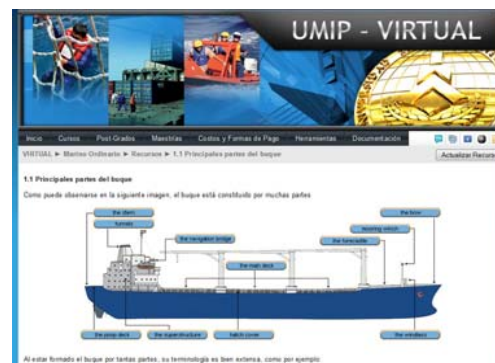 UMIP - VIRTUAL
Inicio Cursos Post-Grados Maestrías Costos y Formas de Pago Herramientas Documentación
VIRTUAL ► Marino Ordinario ► Recursos ► 1.1 Principales partes del buque
Actualizar Recurso
1.1 Principales partes del buque
Como puede observarse en la siguiente imagen, el buque está constituido por muchas partes
the stern
the bow
funnels
mooring winch
the navigation bridge
the forecastle
the main deck
the poop deck
the superstructure
hatch cover
the windlass
Al estar formado el buque por tantas partes, su terminología es bien extensa, como por ejemplo